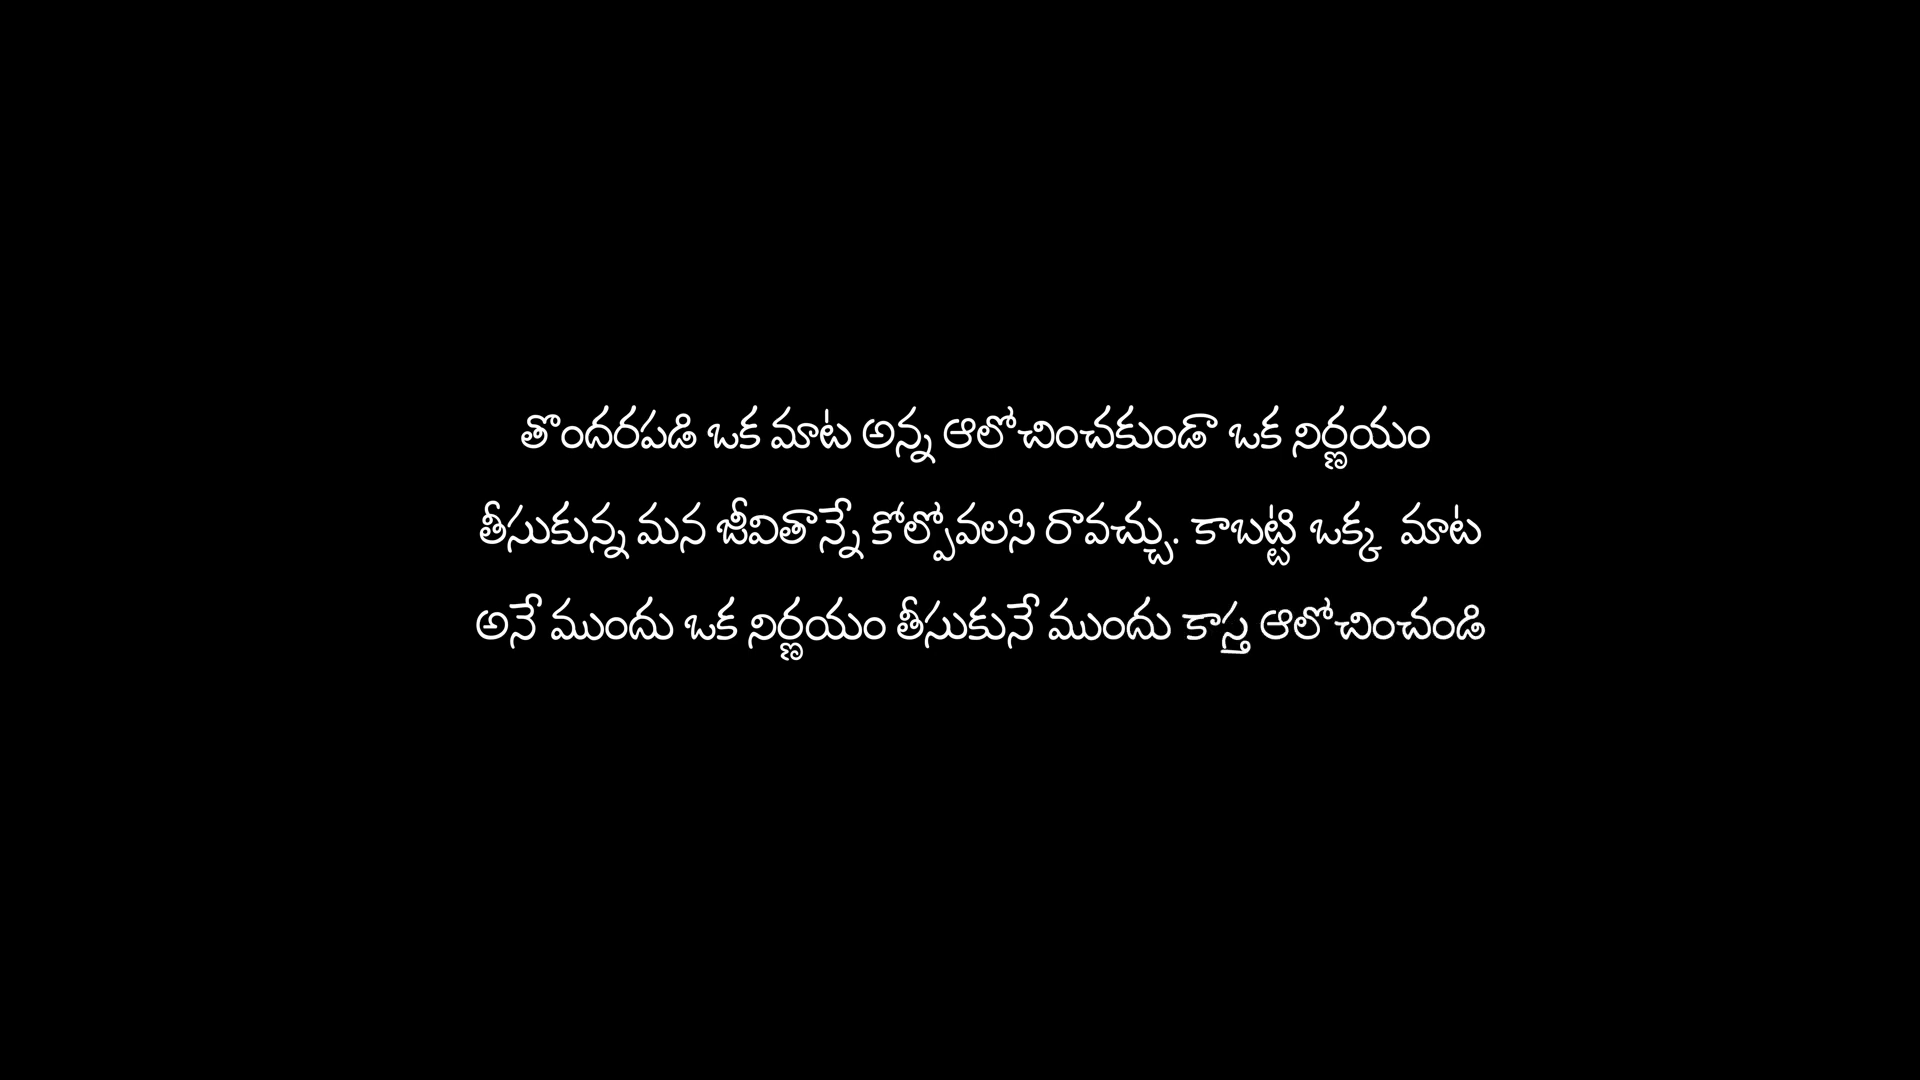 తొందరపడి ఒక మాట అన్న ఆలోచించకుండా ఒక నిర్ణయం
తీసుకున్న మన జీవితాన్నే కోల్పోవలసి రావచ్చు. కాబట్టి ఒక్క  మాట
అనే ముందు ఒక నిర్ణయం తీసుకునే ముందు కాస్త ఆలోచించండి